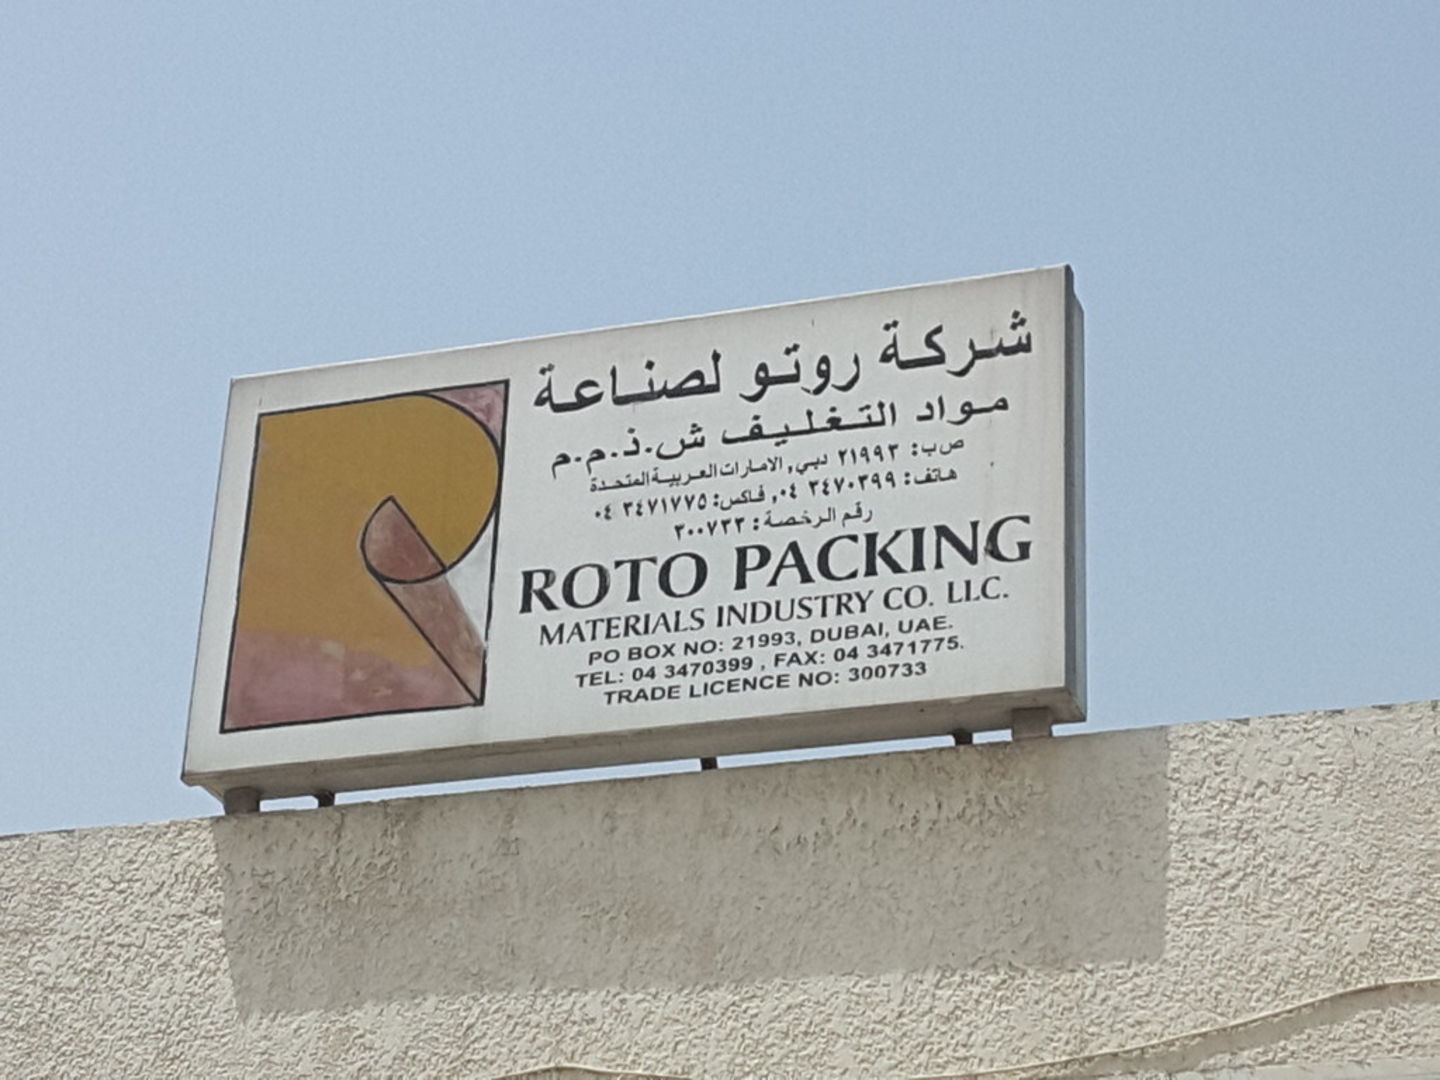 شركة روتو لصناعة
مواد التغليف ش.ذ.م.م
ص ب: ٢١٩٩٣ دبي, الامارات العربية المتحدة
هاتف: ٣٤٧٠٣٩٩ ٠٤, فاكس: ٣٤٧١٧٧٥ ٠٤
رقم الرخصة: ٣٠٠٧٣٣
ROTO PACKING
MATERIALS INDUSTRY CO. LLC.
PO BOX NO: 21993, DUBAI, UAE.
TEL: 04 3470399 , FAX: 04 3471775.
TRADE LICENCE NO: 300733